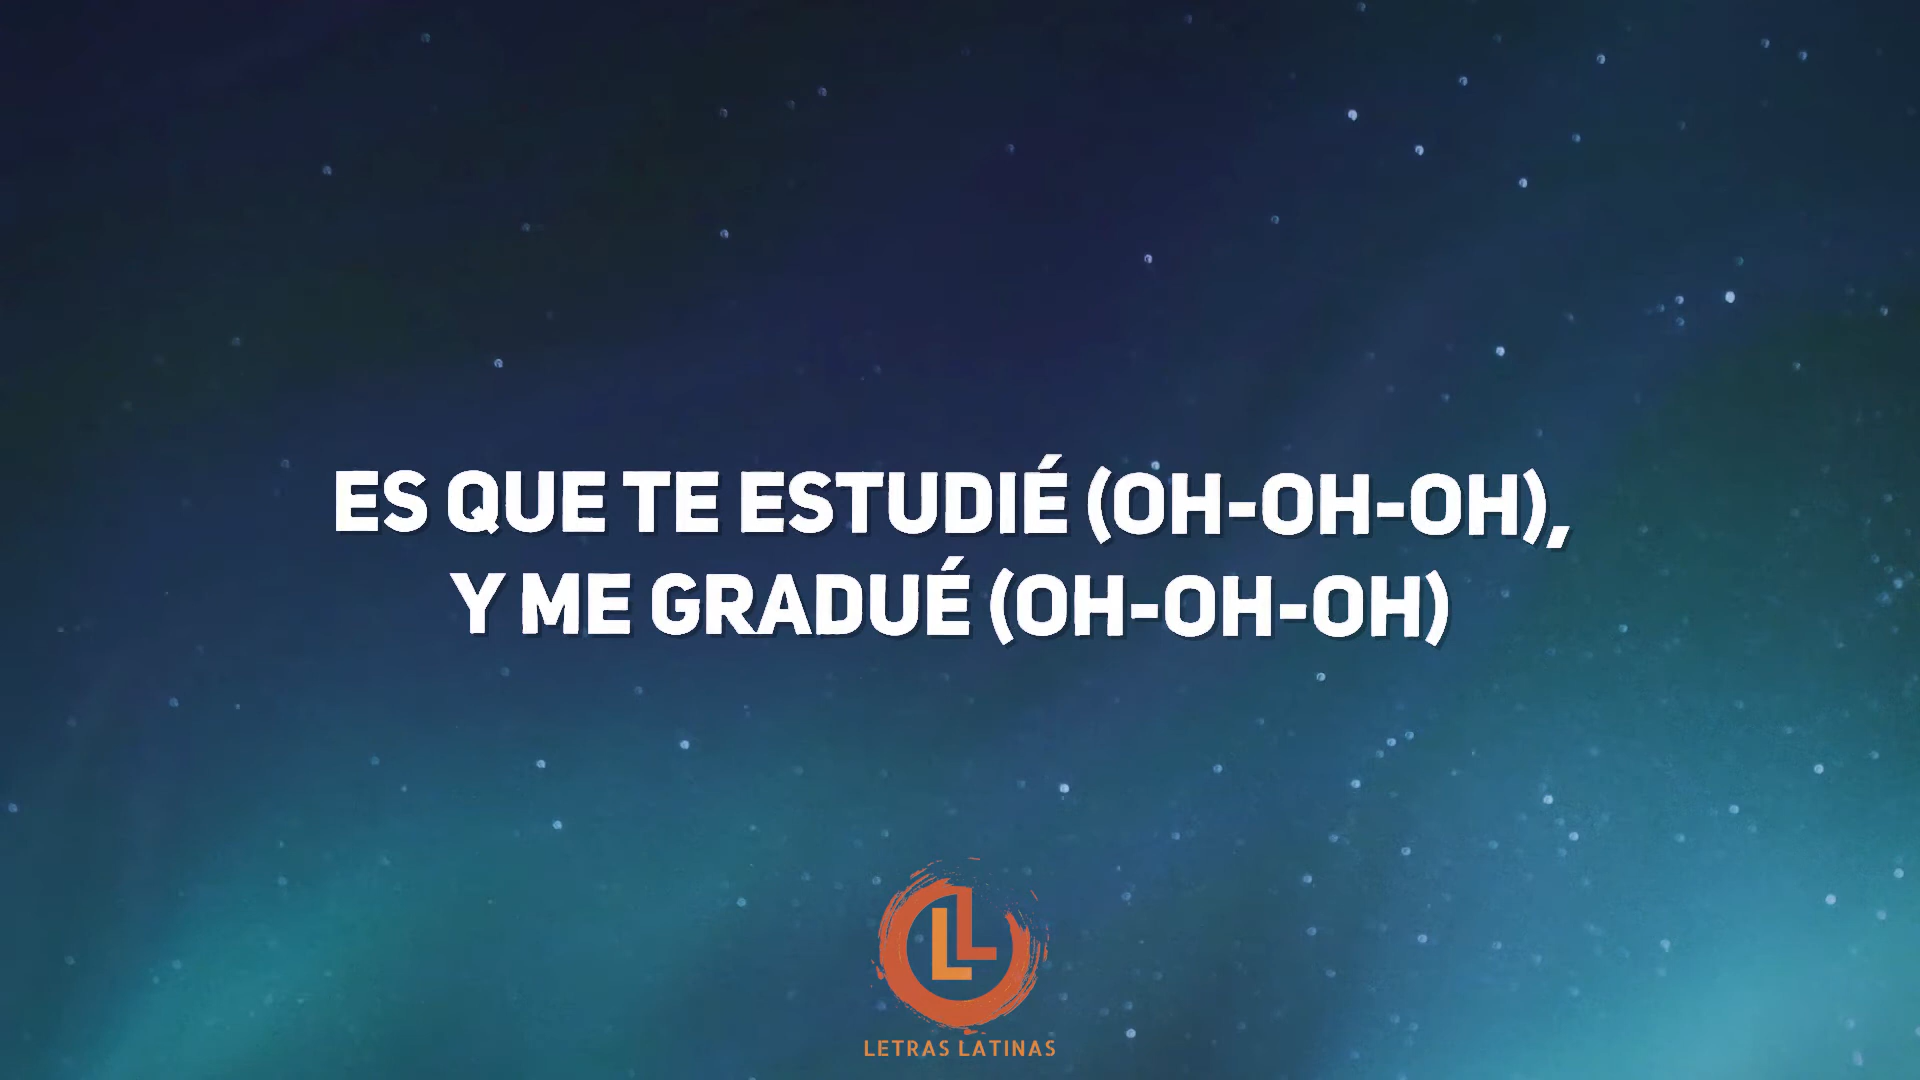 ES QUE TE ESTUDIÉ (OH-OH-OH),
Y ME GRADUÉ (OH-OH-OH)
LL
LETRAS LATINAS